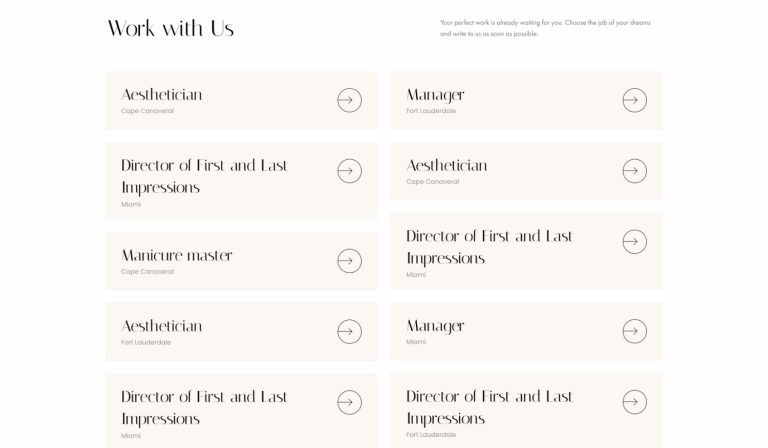 Work with Us
Your perfect work is already waiting for you. Choose the job of your dreams
and write to us as soon as possible:
Aesthetician
Cape Canaveral
Director of First and Last
Impressions
Miami
Manicure master
Cape Canaveral
Aesthetician
Fort Lauderdale
Director of First and Last
Impressions
Miami
Manager
Fort Lauderdale
Aesthetician
Cape Canaveral
Director of First and Last
Impressions
Miami
Manager
Miami
Director of First and Last
Impressions
Fort Lauderdale